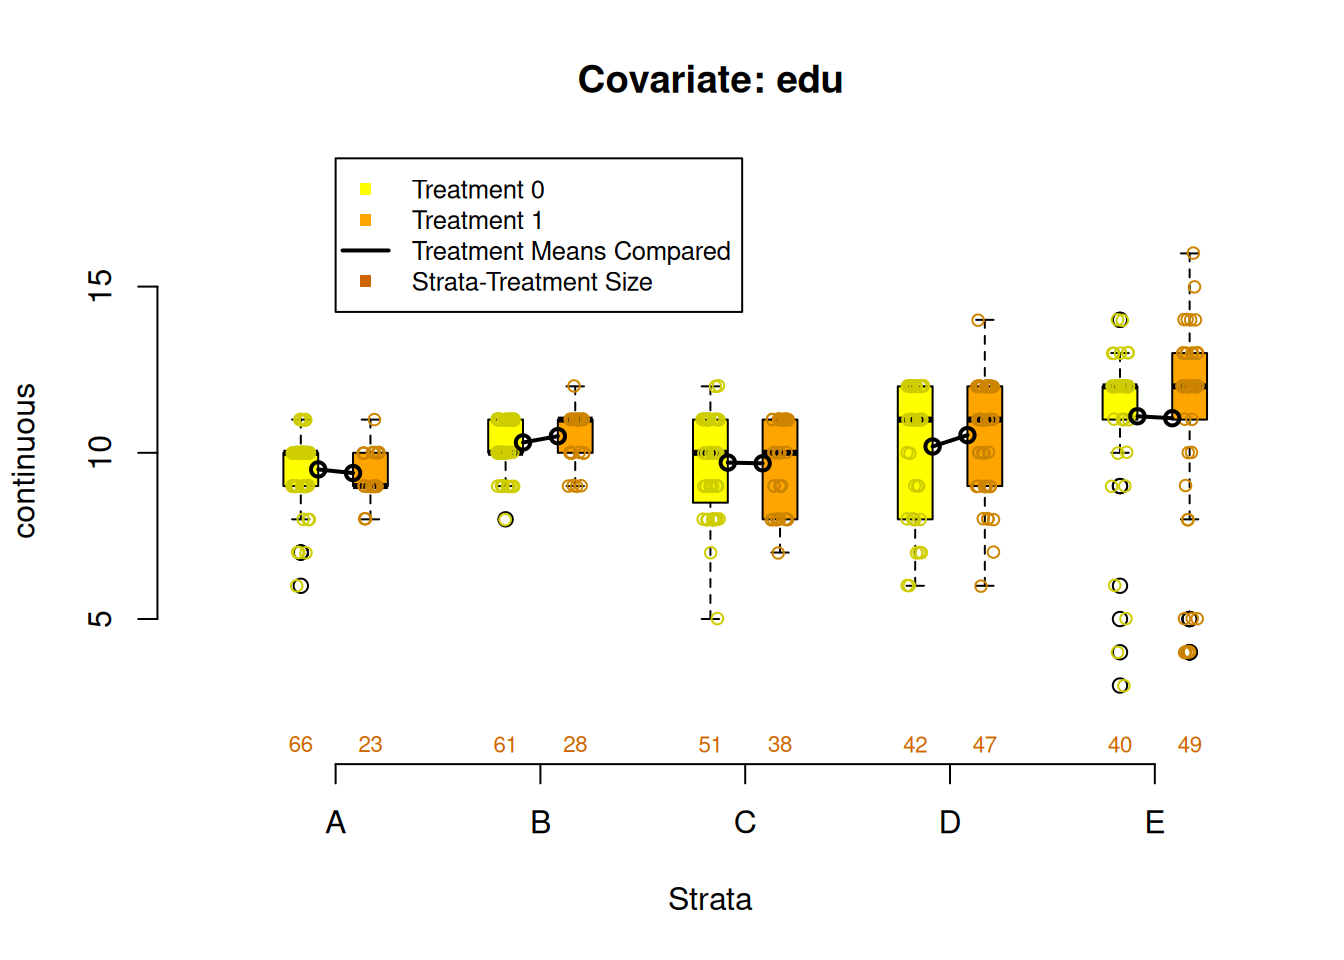 Covariate: edu
Treatment 0
Treatment 1
Treatment Means Compared
Strata-Treatment Size
continuous
15
10
5
66 23 61 28 51 38 42 47 40 49
A B C D E
Strata